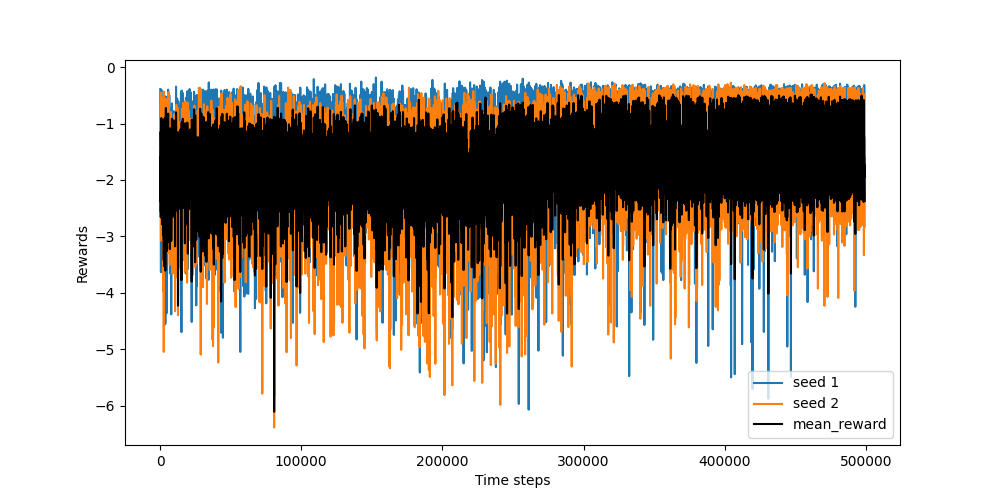 0
−1
−2
−3
−4
−5
−6
Rewards
0
100000
200000
300000
400000
500000
Time steps
seed 1
seed 2
mean_reward